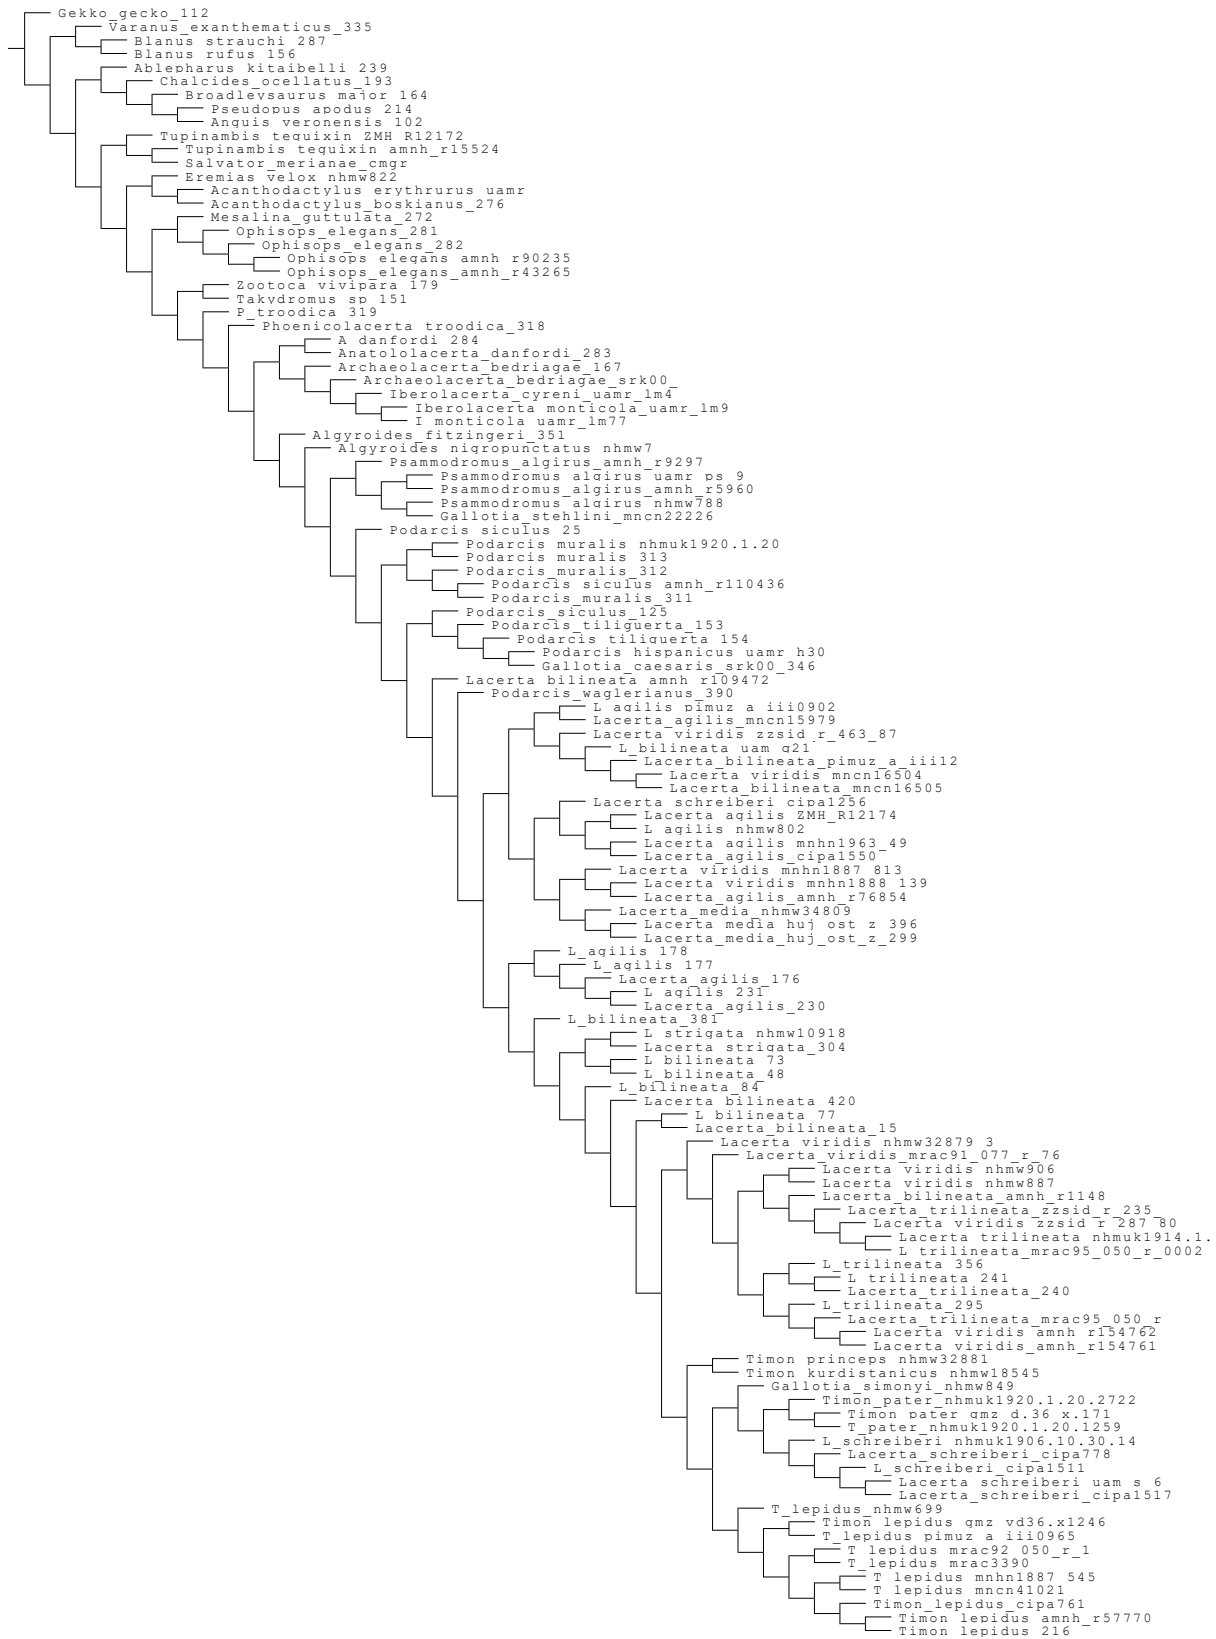 Gekko_gecko_112
Varanus_exanthematicus_335
Blanus_strauchi_287
Blanus_rufus_156
Ablepharus_kitaibelli_239
Chalcides_ocellatus_193
Broadleysaurus_major_164
Pseudopus_apodus_214
Anguis_veronensis_102
Tupinambis_teguixin_ZMH_R12172
Tupinambis_teguixin_amnh_r15524
Salvator_merianae_cmgr
Eremias_velox_nhmw822
Acanthodactylus_erythrurus_uamr
Acanthodactylus_boskianus_276
Mesalina_guttulata_272
Ophisops_elegans_281
Ophisops_elegans_282
Ophisops_elegans_amnh_r90235
Ophisops_elegans_amnh_r43265
Zootoca_vivipara_179
Takydromus_sp_151
P_troodica_319
Phoenicolacerta_troodica_318
A_danfordi_284
Anatololacerta_danfordi_283
Archaeolacerta_bedriagae_167
Archaeolacerta_bedriagae_srk00_
Iberolacerta_cyreni_uamr_lm4
Iberolacerta_monticola_uamr_lm9
I_monticola_uamr_lm77
Algyroides_fitzingeri_351
Algyroides_nigropunctatus_nhmw7
Psammodromus_algirus_amnh_r9297
Psammodromus_algirus_uamr_ps_9
Psammodromus_algirus_amnh_r5960
Psammodromus_algirus_nhmw788
Gallotia_stehlini_mncn22226
Podarcis_siculus_25
Podarcis_muralis_nhmuk1920.1.20
Podarcis_muralis_313
Podarcis_muralis_312
Podarcis_siculus_amnh_r110436
Podarcis_muralis_311
Podarcis_siculus_125
Podarcis_tiliguerta_153
Podarcis_tiliguerta_154
Podarcis_hispanicus_uamr_h30
Gallotia_caesaris_srk00_346
Lacerta_bilineata_amnh_r109472
Podarcis_waglerianus_390
L_agilis_pimuz_a_iii0902
Lacerta_agilis_mncn15979
Lacerta_viridis_zzsid_r_463_87
L_bilineata_uam_g21
Lacerta_bilineata_pimuz_a_iii12
Lacerta_viridis_mncn16504
Lacerta_bilineata_mncn16505
Lacerta_schreiberi_cipa1256
Lacerta_agilis_ZMH_R12174
L_agilis_nhmw802
Lacerta_agilis_mnhn1963_49
Lacerta_agilis_cipa1550
Lacerta_viridis_mnhn1887_813
Lacerta_viridis_mnhn1888_139
Lacerta_agilis_amnh_r76854
Lacerta_media_nhmw34809
Lacerta_media_huj_ost_z_396
Lacerta_media_huj_ost_z_299
L_agilis_178
L_agilis_177
Lacerta_agilis_176
L_agilis_231
Lacerta_agilis_230
L_bilineata_381
L_strigata_nhmw10918
Lacerta_strigata_304
L_bilineata_73
L_bilineata_48
L_bilineata_84
Lacerta_bilineata_420
L_bilineata_77
Lacerta_bilineata_15
Lacerta_viridis_nhmw32879_3
Lacerta_viridis_mrac91_077_r_76
Lacerta_viridis_nhmw906
Lacerta_viridis_nhmw887
Lacerta_bilineata_amnh_r1148
Lacerta_trilineata_zzsid_r_235_
Lacerta_viridis_zzsid_r_287_80
Lacerta_trilineata_nhmuk1914.1.
L_trilineata_mrac95_050_r_0002
L_trilineata_356
L_trilineata_241
Lacerta_trilineata_240
L_trilineata_295
Lacerta_trilineata_mrac95_050_r
Lacerta_viridis_amnh_r154762
Lacerta_viridis_amnh_r154761
Timon_princeps_nhmw32881
Timon_kurdistanicus_nhmw18545
Gallotia_simonyi_nhmw849
Timon_pater_nhmuk1920.1.20.2722
Timon_pater_gmz_d.36_x.171
T_pater_nhmuk1920.1.20.1259
L_schreiberi_nhmuk1906.10.30.14
Lacerta_schreiberi_cipa778
L_schreiberi_cipa1511
Lacerta_schreiberi_uam_s_6
Lacerta_schreiberi_cipa1517
T_lepidus_nhmw699
Timon_lepidus_gmz_vd36.x1246
T_lepidus_pimuz_a_iii0965
T_lepidus_mrac92_050_r_1
T_lepidus_mrac3390
T_lepidus_mnhn1887_545
T_lepidus_mncn41021
Timon_lepidus_cipa761
Timon_lepidus_amnh_r57770
Timon_lepidus_216